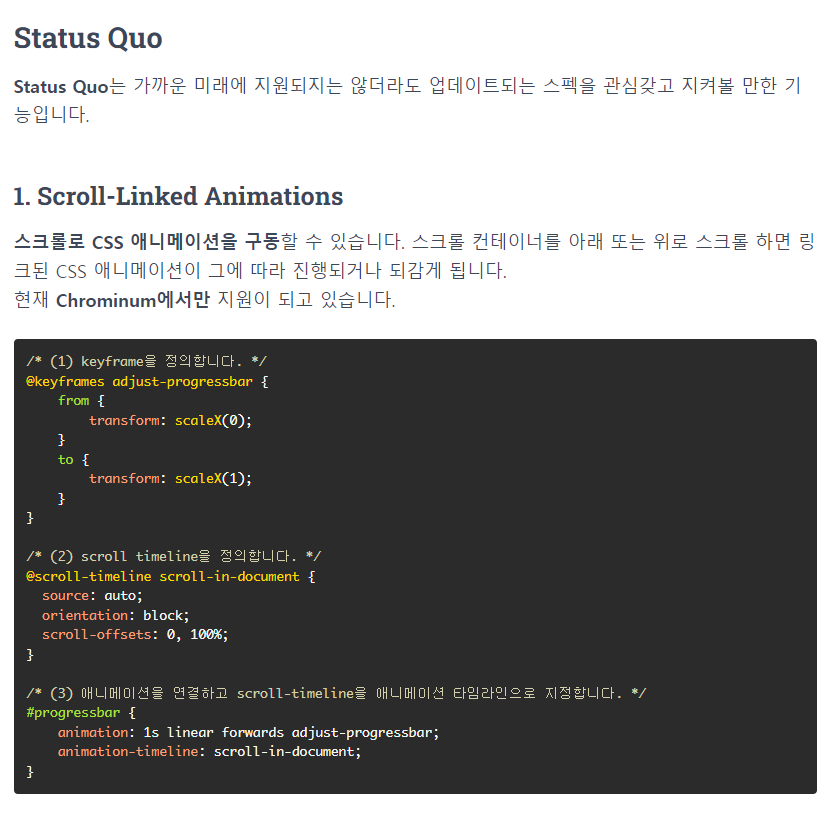 Status Quo
Status Quo는 가까운 미래에 지원되지는 않더라도 업데이트되는 스펙을 관심갖고 지켜볼 만한 기
능입니다.
1. Scroll-Linked Animations
스크롤로 CSS 애니메이션을 구동할 수 있습니다. 스크롤 컨테이너를 아래 또는 위로 스크롤 하면 링
크된 CSS 애니메이션이 그에 따라 진행되거나 되감게 됩니다.
현재 Chrominum에서만 지원이 되고 있습니다.
/* (1) keyframe을 정의합니다. */
@keyframes adjust-progressbar {
    from {
        transform: scaleX(0);
    }
    to {
        transform: scaleX(1);
    }
}
/* (2) scroll timeline을 정의합니다. */
@scroll-timeline scroll-in-document {
  source: auto;
  orientation: block;
  scroll-offsets: 0, 100%;
}
/* (3) 애니메이션을 연결하고 scroll-timeline을 애니메이션 타임라인으로 지정합니다. */
#progressbar {
    animation: 1s linear forwards adjust-progressbar;
    animation-timeline: scroll-in-document;
}